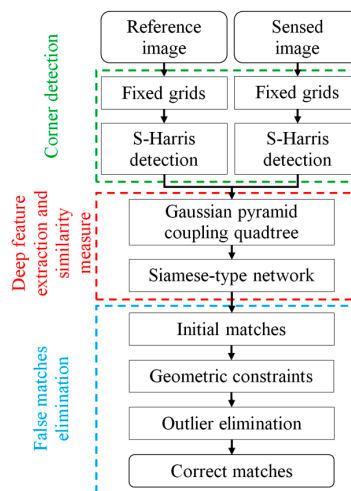 Reference
image
Sensed
image
Corner detection
Fixed grids
Fixed grids
S-Harris
detection
S-Harris
detection
Deep feature
extraction and
similarity
measure
Gaussian pyramid
coupling quadtree
Siamese-type network
False matches
elimination
Initial matches
Geometric constraints
Outlier elimination
Correct matches